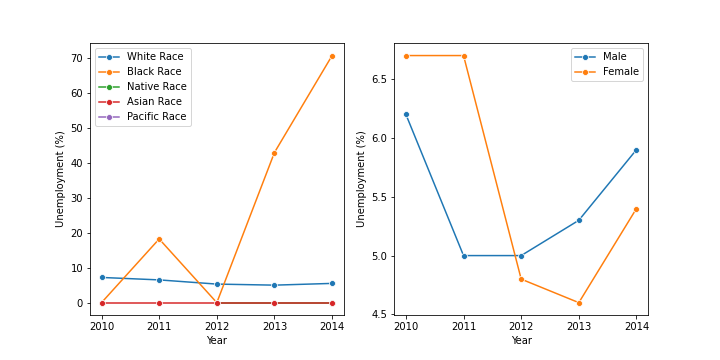 White Race
Black Race
Native Race
Asian Race
Pacific Race
Unemployment (%)
70
60
50
40
30
20
10
0
2010 2011 2012 2013 2014
Year
Male
Female
Unemployment (%)
6.5
6.0
5.5
5.0
4.5
2010 2011 2012 2013 2014
Year